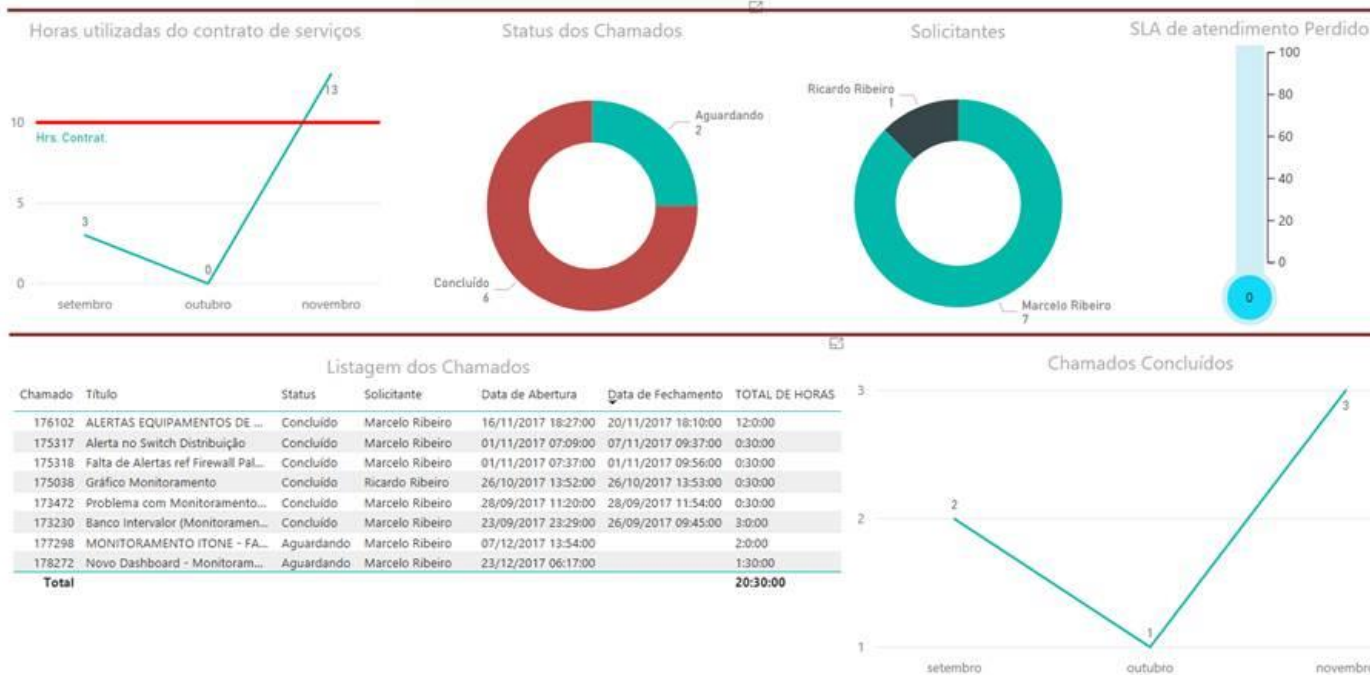 Horas utilizadas do contrato de serviços
13
10
Hrs. Contrat.
5
3
0
0
setembro outubro novembro
Status dos Chamados
Aguardando
2
Concluído
6
Solicitantes
Ricardo Ribeiro
1
Marcelo Ribeiro
7
SLA de atendimento Perdido
100
80
60
40
20
0
0
Listagem dos Chamados
Chamado Título Status Solicitante Data de Abertura Data de Fechamento TOTAL DE HORAS
176102 ALERTAS EQUIPAMENTOS DE ... Concluído Marcelo Ribeiro 16/11/2017 18:27:00 20/11/2017 18:10:00 12:0:00
175317 Alerta no Switch Distribuição Concluído Marcelo Ribeiro 01/11/2017 07:09:00 07/11/2017 09:37:00 0:30:00
175318 Falta de Alertas ref Firewall Pal... Concluído Marcelo Ribeiro 01/11/2017 07:37:00 01/11/2017 09:56:00 0:30:00
175038 Gráfico Monitoramento Concluído Ricardo Ribeiro 26/10/2017 13:52:00 26/10/2017 13:53:00 0:30:00
173472 Problema com Monitoramento... Concluído Marcelo Ribeiro 28/09/2017 11:20:00 28/09/2017 11:54:00 0:30:00
173230 Banco Intervalor (Monitoramen... Concluído Marcelo Ribeiro 23/09/2017 23:29:00 26/09/2017 09:45:00 3:0:00
177298 MONITORAMENTO ITONE - FA... Aguardando Marcelo Ribeiro 07/12/2017 13:54:00 2:0:00
178272 Novo Dashboard - Monitoram... Aguardando Marcelo Ribeiro 23/12/2017 06:17:00 1:30:00
Total 20:30:00
Chamados Concluídos
3
3
2
2
1
1
setembro outubro novembro